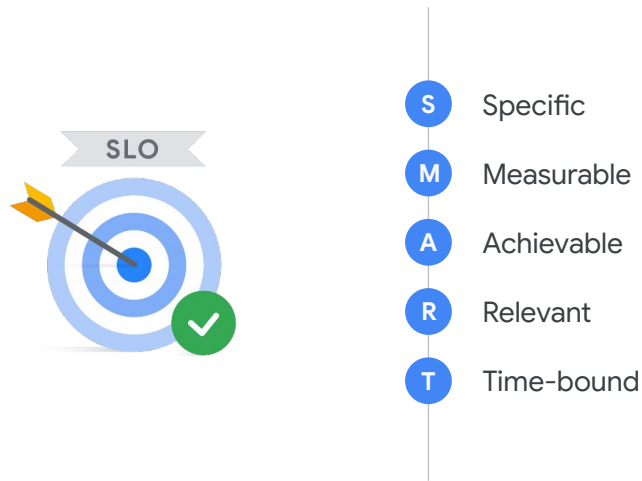 SLO
S Specific
M Measurable
A Achievable
R Relevant
T Time-bound